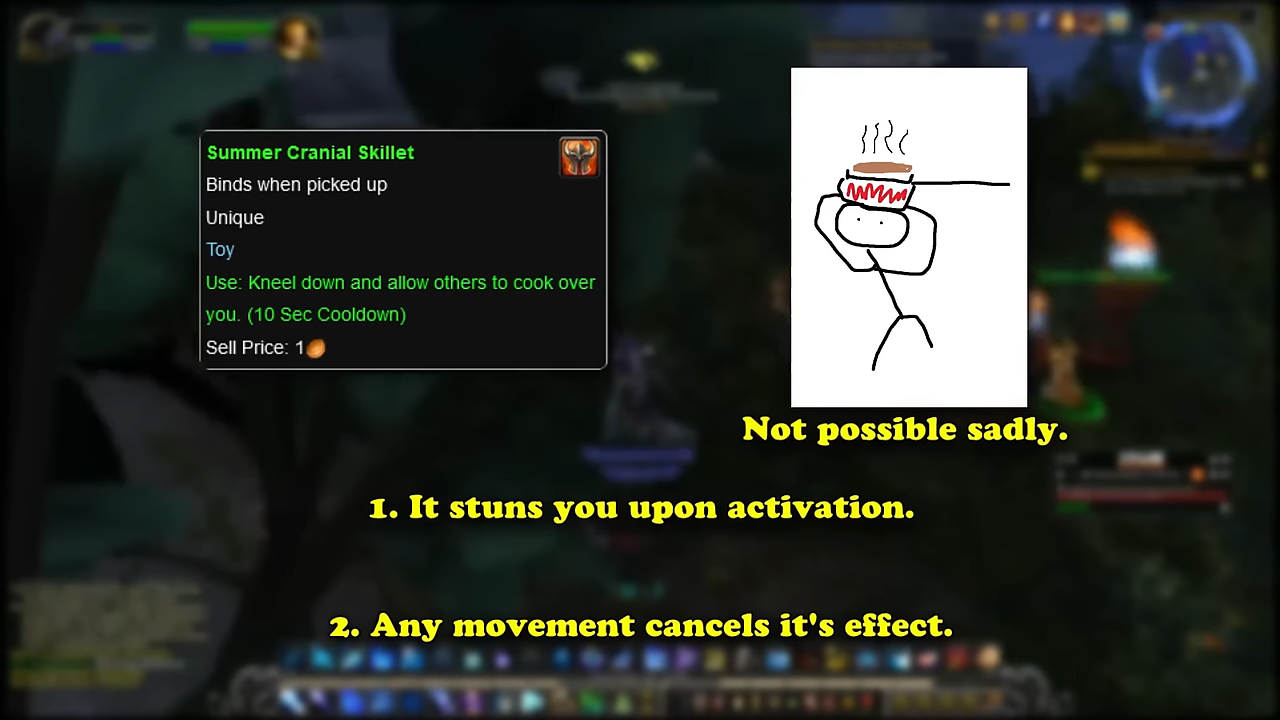 Summer Cranial Skillet
Binds when picked up
Unique
Toy
Use: Kneel down and allow others to cook over
you. (10 Sec Cooldown)
Sell Price: 1
Not possible sadly.
1. It stuns you upon activation.
2. Any movement cancels it's effect.